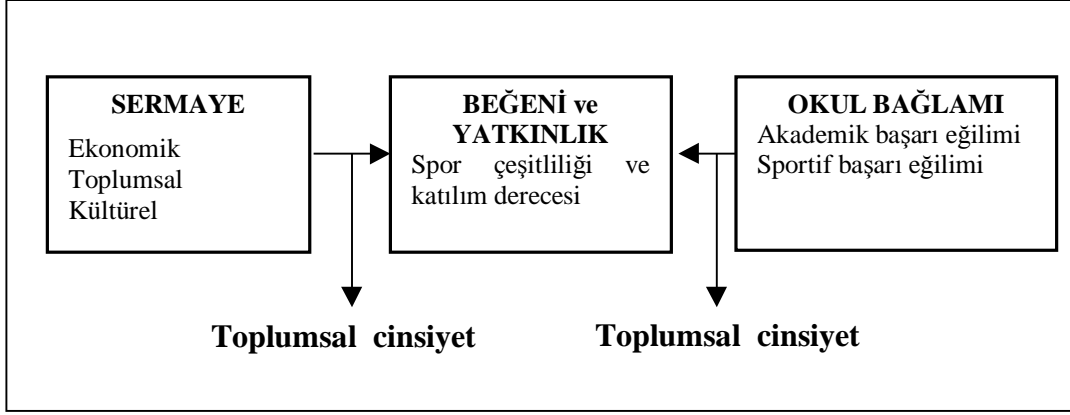 SERMAYE
Ekonomik
Toplumsal
Kültürel
BEĞENİ ve
YATKINLIK
Spor çeşitliliği ve
katılım derecesi
OKUL BAĞLAMI
Akademik başarı eğilimi
Sportif başarı eğilimi
Toplumsal cinsiyet
Toplumsal cinsiyet